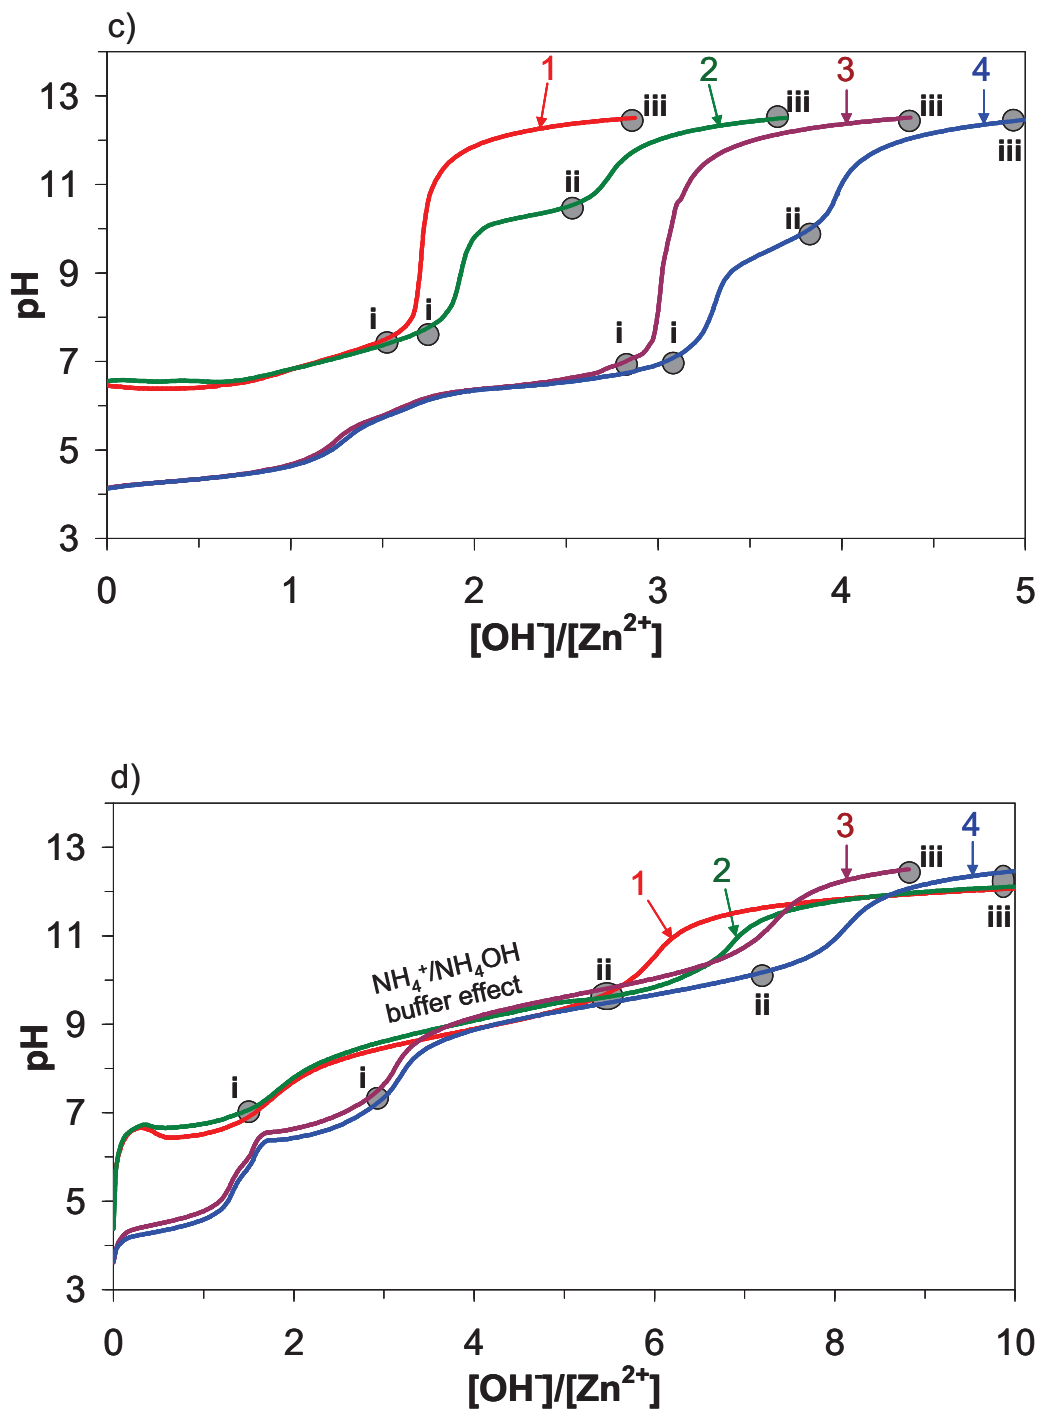 c)
1
2
3
4
13
iii
iii
iii
iii
11
ii
ii
pH
9
i
i
i
i
7
5
3
0
1
2
3
4
5
[OH⁻]/[Zn²⁺]
d)
3
4
13
1
2
iii
iii
11
NH₄⁺/NH₄OH
buffer effect
ii
ii
pH
9
i
i
7
5
3
0
2
4
6
8
10
[OH⁻]/[Zn²⁺]